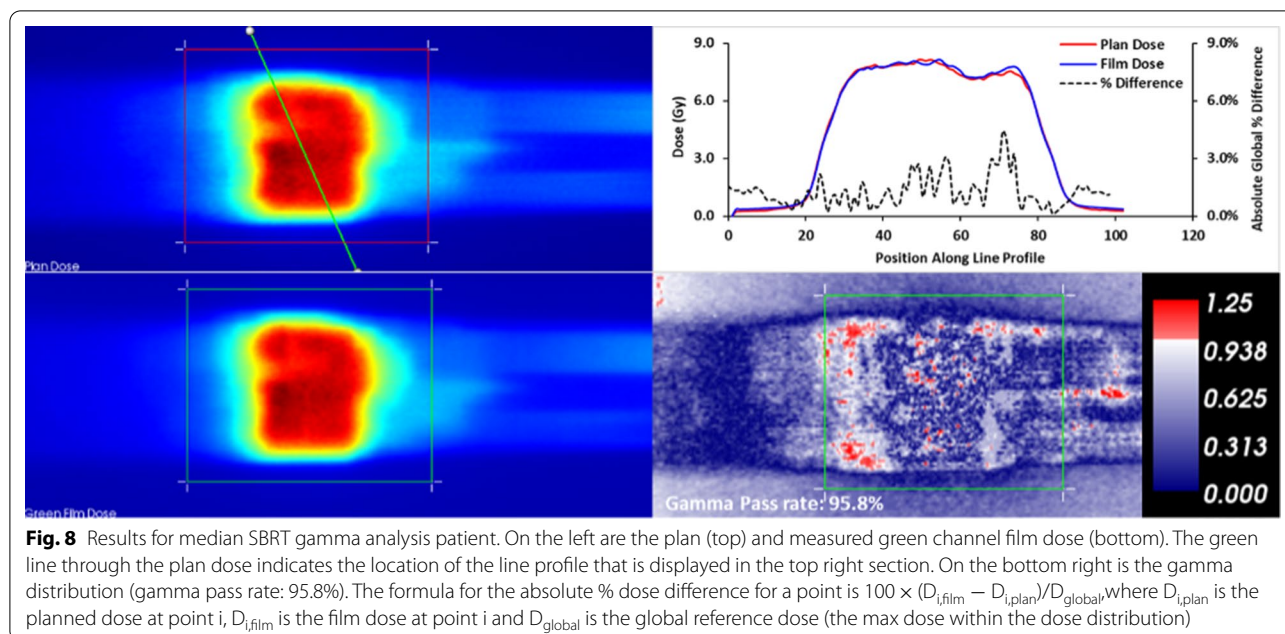 Plan Dose
Green Film Dose
9.0
6.0
3.0
0.0
Dose (Gy)
Plan Dose
Film Dose
% Difference
9.0%
6.0%
3.0%
0.0%
Absolute Global % Difference
0 20 40 60 80 100 120
Position Along Line Profile
Gamma Pass rate: 95.8%
1.25
0.938
0.625
0.313
0.000
Fig. 8 Results for median SBRT gamma analysis patient. On the left are the plan (top) and measured green channel film dose (bottom). The green
line through the plan dose indicates the location of the line profile that is displayed in the top right section. On the bottom right is the gamma
distribution (gamma pass rate: 95.8%). The formula for the absolute % dose difference for a point is 100 × (Di,film − Di,plan)/Dglobal,where Di,plan is the
planned dose at point i, Di,film is the film dose at point i and Dglobal is the global reference dose (the max dose within the dose distribution)